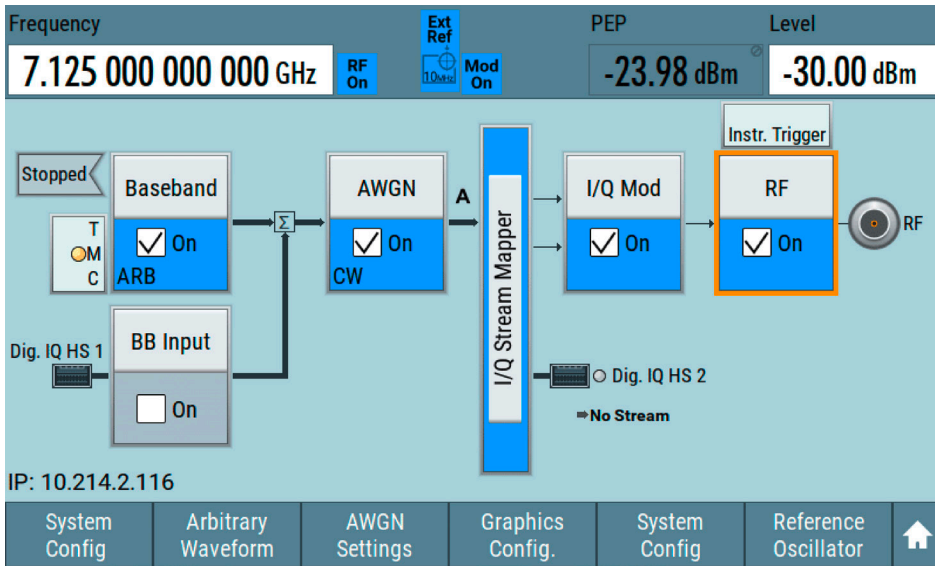 Frequency
Ext
Ref
PEP
Level
7.125 000 000 000 GHz
RF
On
10MHz
Mod
On
-23.98 dBm
-30.00 dBm
Instr. Trigger
Stopped
Baseband
AWGN
A
I/Q Mod
RF
T
M
C
On
ARB
Σ
On
CW
I/Q Stream Mapper
On
On
RF
Dig. IQ HS 1
BB Input
On
Dig. IQ HS 2
No Stream
IP: 10.214.2.116
System
Config
Arbitrary
Waveform
AWGN
Settings
Graphics
Config.
System
Config
Reference
Oscillator